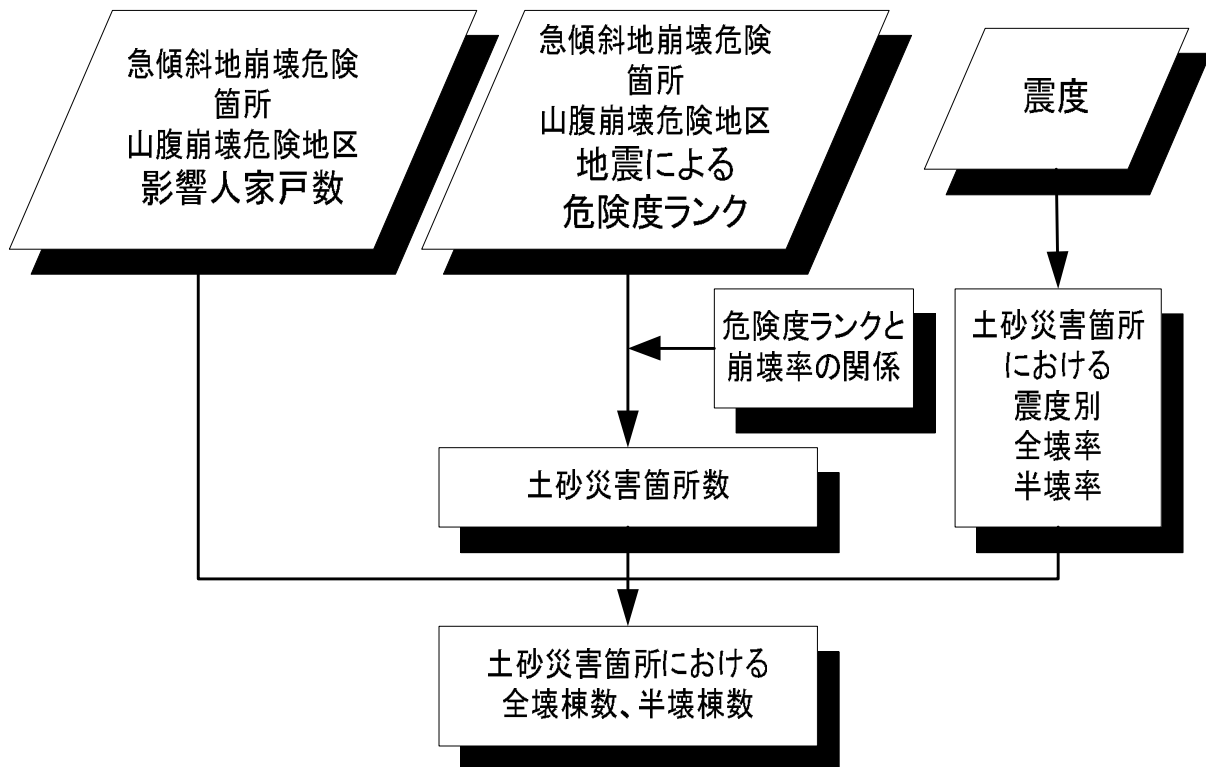 急傾斜地崩壊危険
箇所
山腹崩壊危険地区
影響人家戸数
急傾斜地崩壊危険
箇所
山腹崩壊危険地区
地震による
危険度ランク
震度
危険度ランクと
崩壊率の関係
土砂災害箇所
における
震度別
全壊率
半壊率
土砂災害箇所数
土砂災害箇所における
全壊棟数、半壊棟数